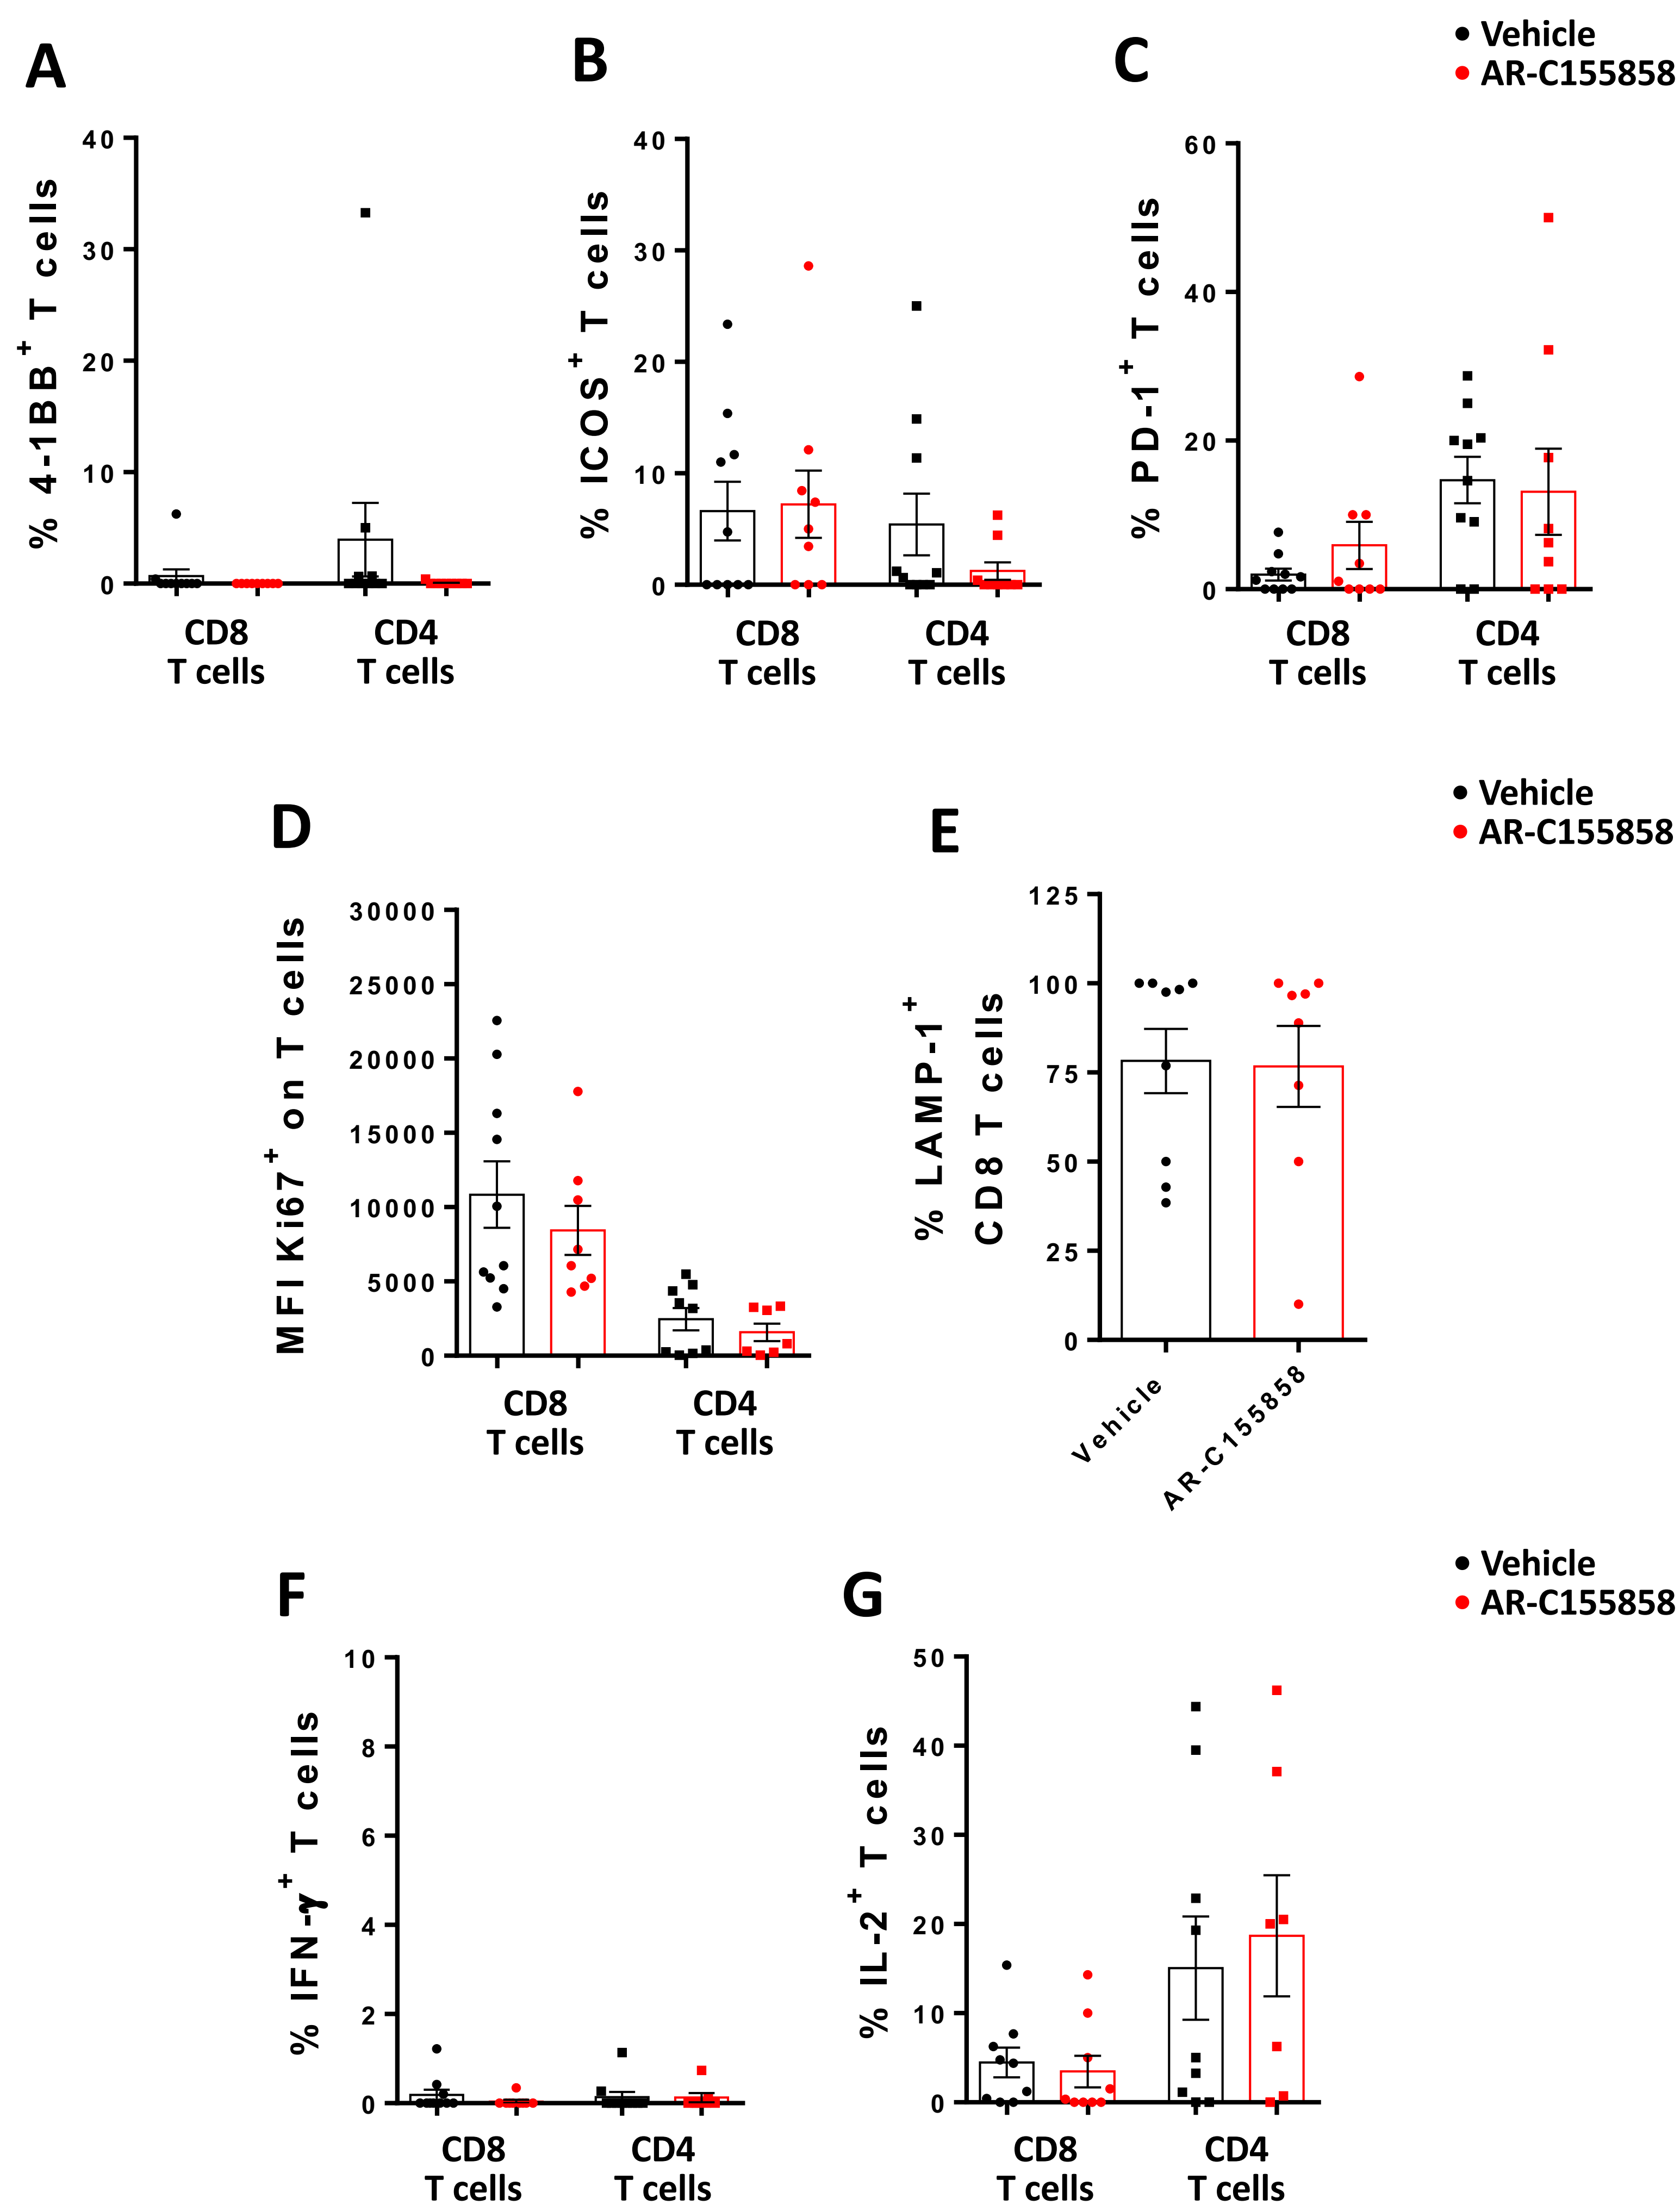 A
B
C
● Vehicle
● AR-C155858
% 4-1BB+ T cells
40
30
20
10
0
CD8
T cells
CD4
T cells
% ICOS+ T cells
40
30
20
10
0
CD8
T cells
CD4
T cells
% PD-1+ T cells
60
40
20
0
CD8
T cells
CD4
T cells
D
E
● Vehicle
● AR-C155858
MFI Ki67+ on T cells
30000
25000
20000
15000
10000
5000
0
CD8
T cells
CD4
T cells
% LAMP-1+
CD8 T cells
125
100
75
50
25
0
Vehicle
AR-C155858
F
G
● Vehicle
● AR-C155858
% IFN-γ+ T cells
10
8
6
4
2
0
CD8
T cells
CD4
T cells
% IL-2+ T cells
50
40
30
20
10
0
CD8
T cells
CD4
T cells